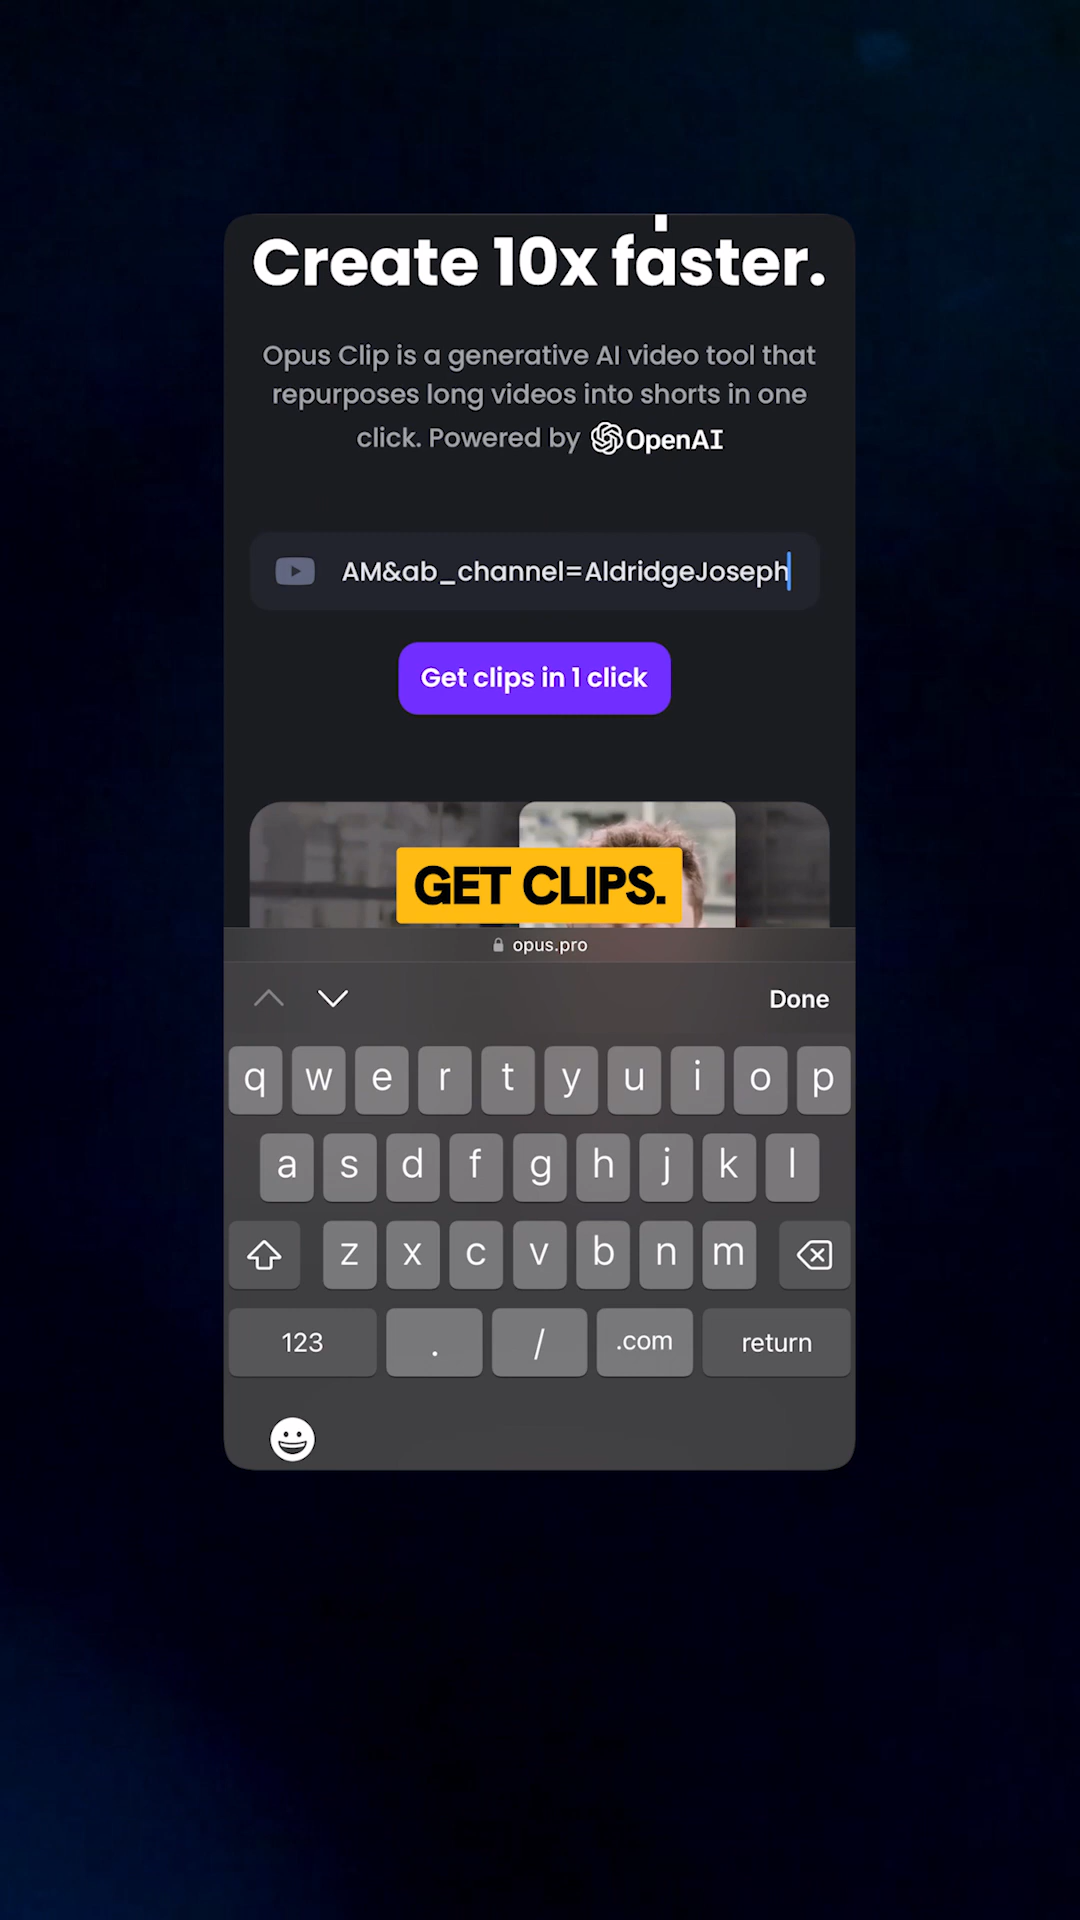 Create 10x faster.
Opus Clip is a generative AI video tool that
repurposes long videos into shorts in one
click. Powered by OpenAI
AM&ab_channel=AldridgeJoseph
Get clips in 1 click
GET CLIPS.
opus.pro
Done
q w e r t y u i o p
a s d f g h j k l
z x c v b n m
123 . / .com return